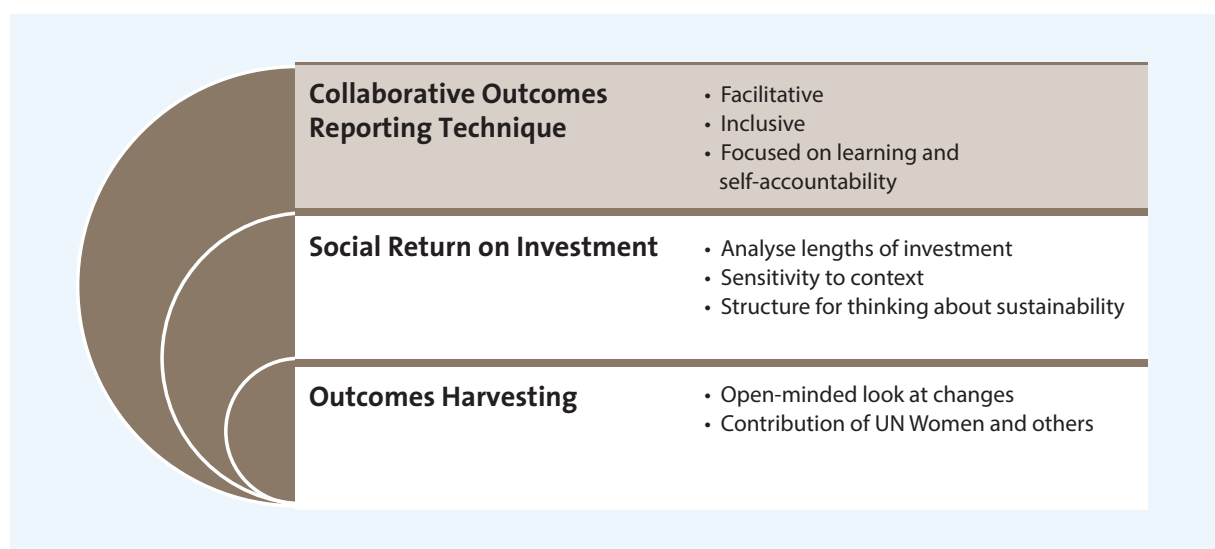 Collaborative Outcomes
Reporting Technique
• Facilitative
• Inclusive
• Focused on learning and
self-accountability
Social Return on Investment
• Analyse lengths of investment
• Sensitivity to context
• Structure for thinking about sustainability
Outcomes Harvesting
• Open-minded look at changes
• Contribution of UN Women and others